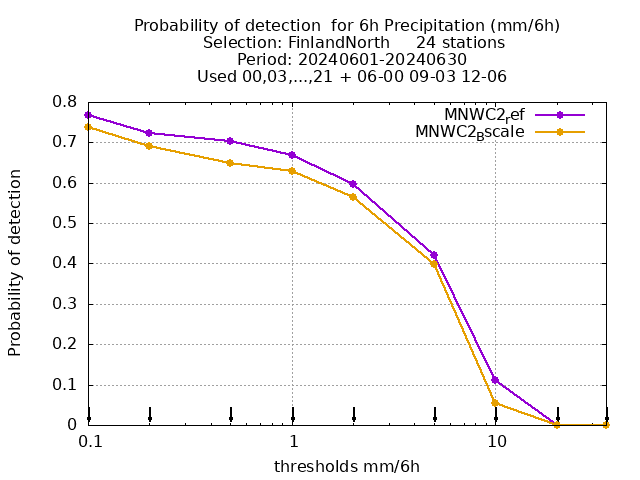 Probability of detection  for 6h Precipitation (mm/6h)
Selection: FinlandNorth     24 stations
Period: 20240601-20240630
Used 00,03,...,21 + 06-00 09-03 12-06
MNWC2_ref
MNWC2_Bscale
Probability of detection
0.8
0.7
0.6
0.5
0.4
0.3
0.2
0.1
0
0.1 1 10
thresholds mm/6h